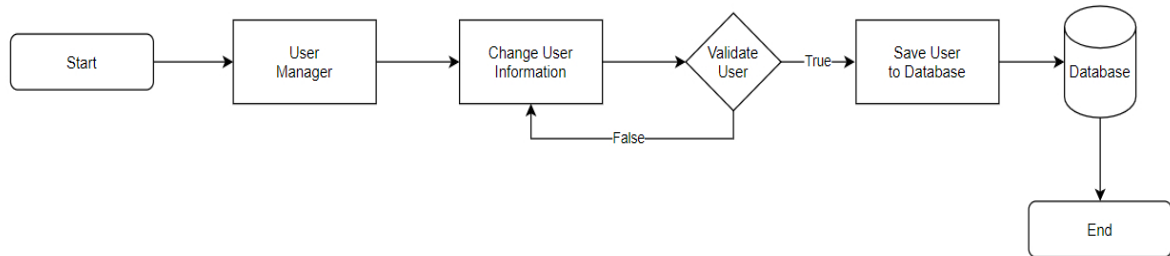 Start
User
Manager
Change User
Information
Validate
User
True
False
Save User
to Database
Database
End